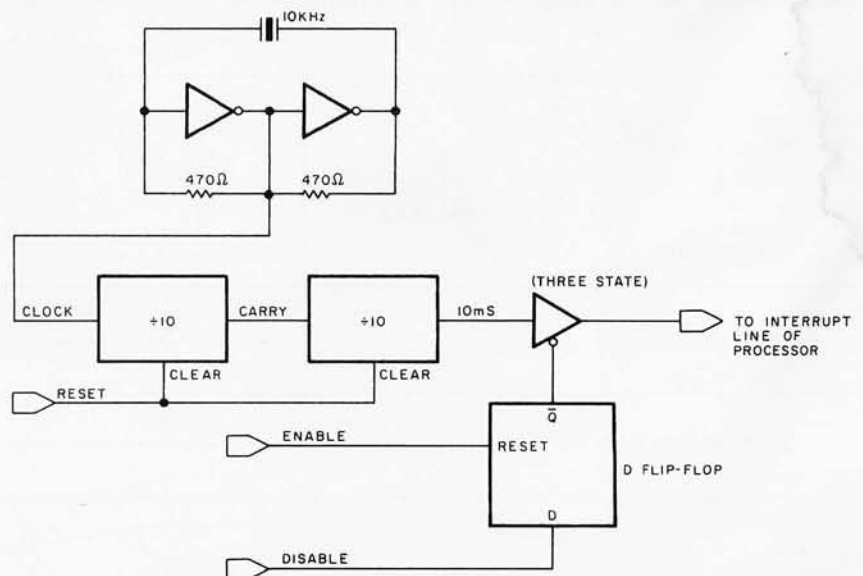 10KHz
470Ω
470Ω
(THREE STATE)
CLOCK
÷10
CARRY
÷10
10mS
TO INTERRUPT
LINE OF
PROCESSOR
CLEAR
CLEAR
RESET
Q̅
ENABLE
RESET
D FLIP-FLOP
D
DISABLE